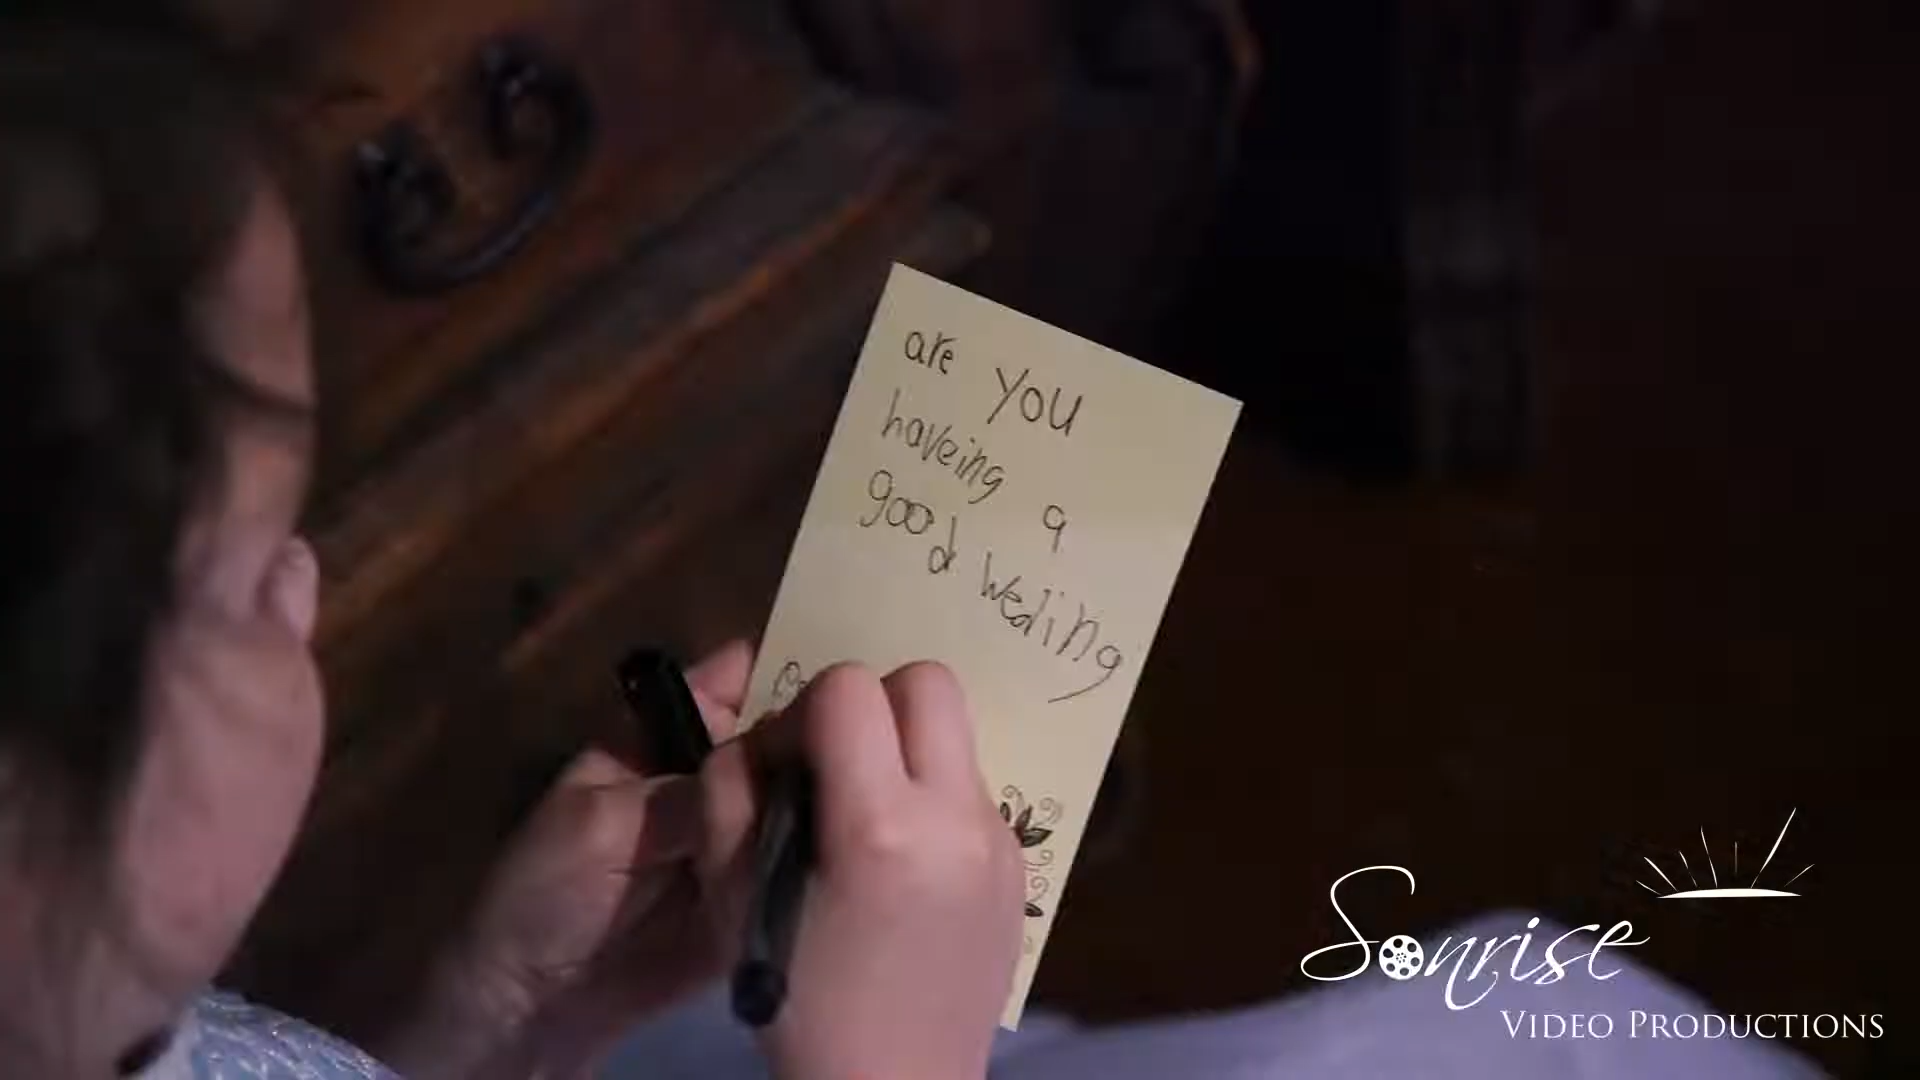 are you
haveing a
good weding
Sonrise
VIDEO PRODUCTIONS